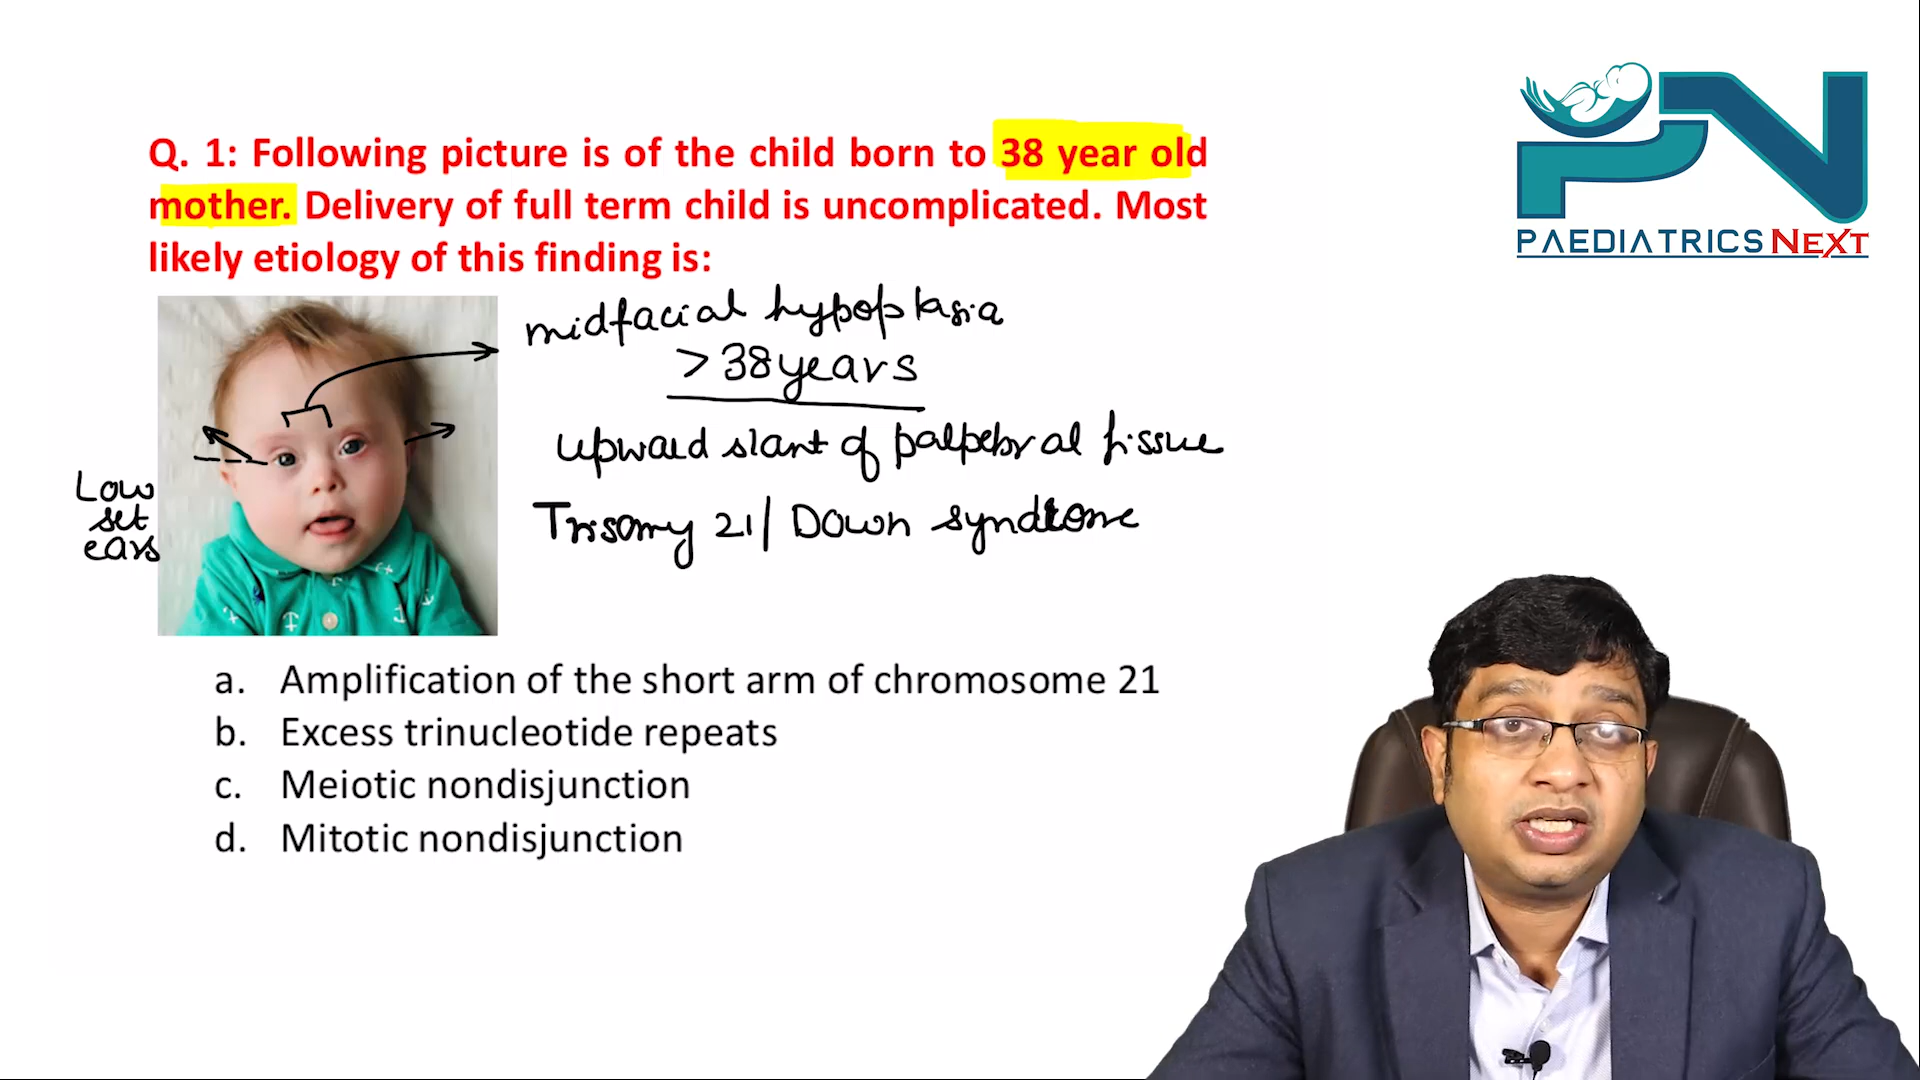 Q. 1: Following picture is of the child born to 38 year old
mother. Delivery of full term child is uncomplicated. Most
likely etiology of this finding is:
midfacial hypoplasia
>38 years
upward slant of palpebral fissue
Trisomy 21/ Down syndrome
Low
set
ears
a. Amplification of the short arm of chromosome 21
b. Excess trinucleotide repeats
c. Meiotic nondisjunction
d. Mitotic nondisjunction
PN
PAEDIATRICS NEXT